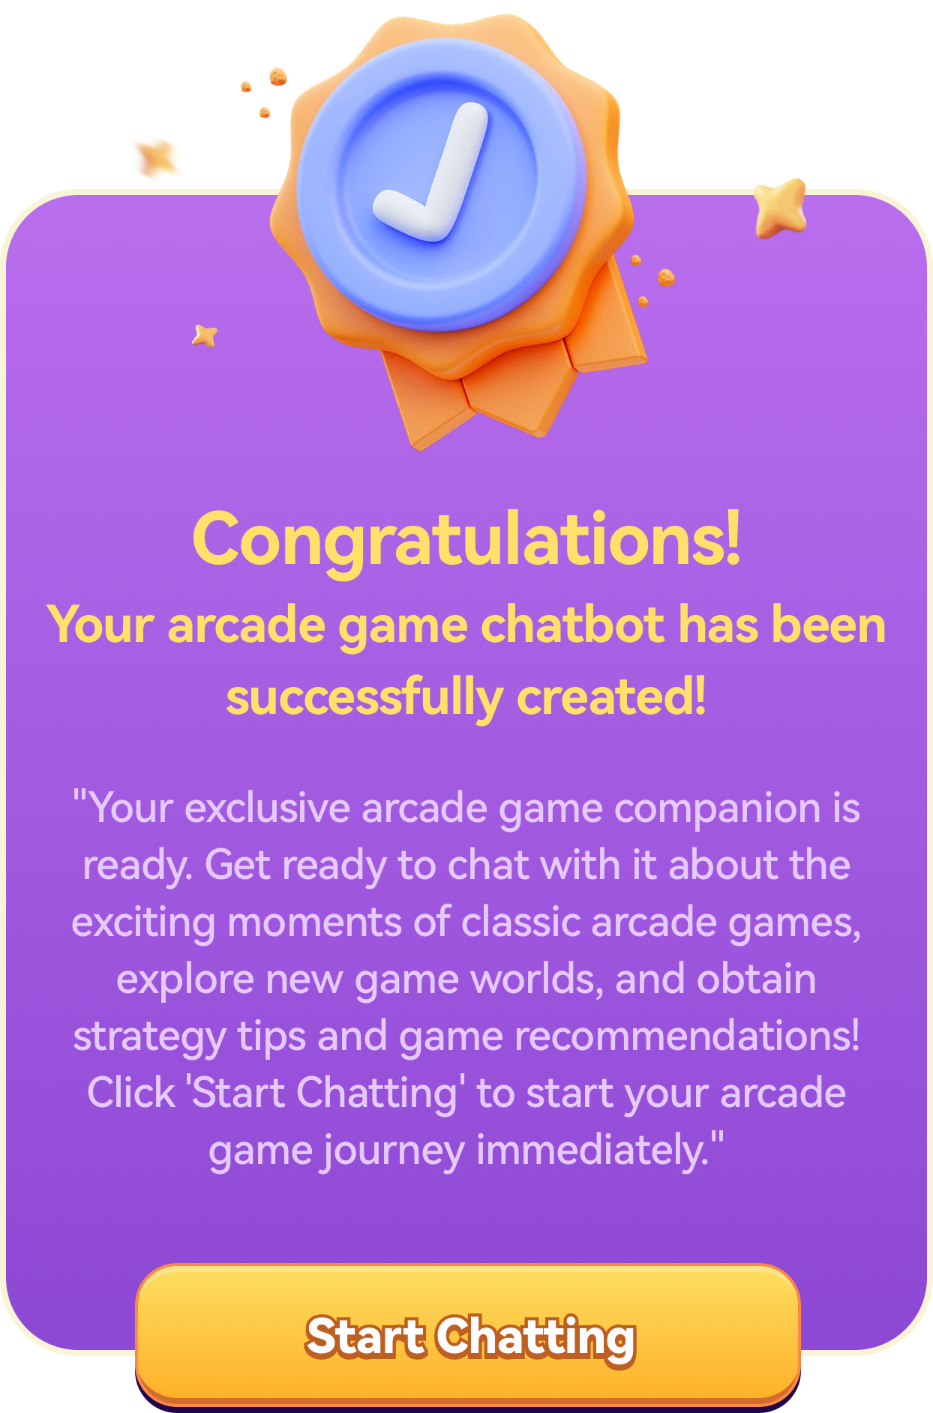 Congratulations!
Your arcade game chatbot has been
successfully created!
"Your exclusive arcade game companion is
ready. Get ready to chat with it about the
exciting moments of classic arcade games,
explore new game worlds, and obtain
strategy tips and game recommendations!
Click 'Start Chatting' to start your arcade
game journey immediately."
Start Chatting